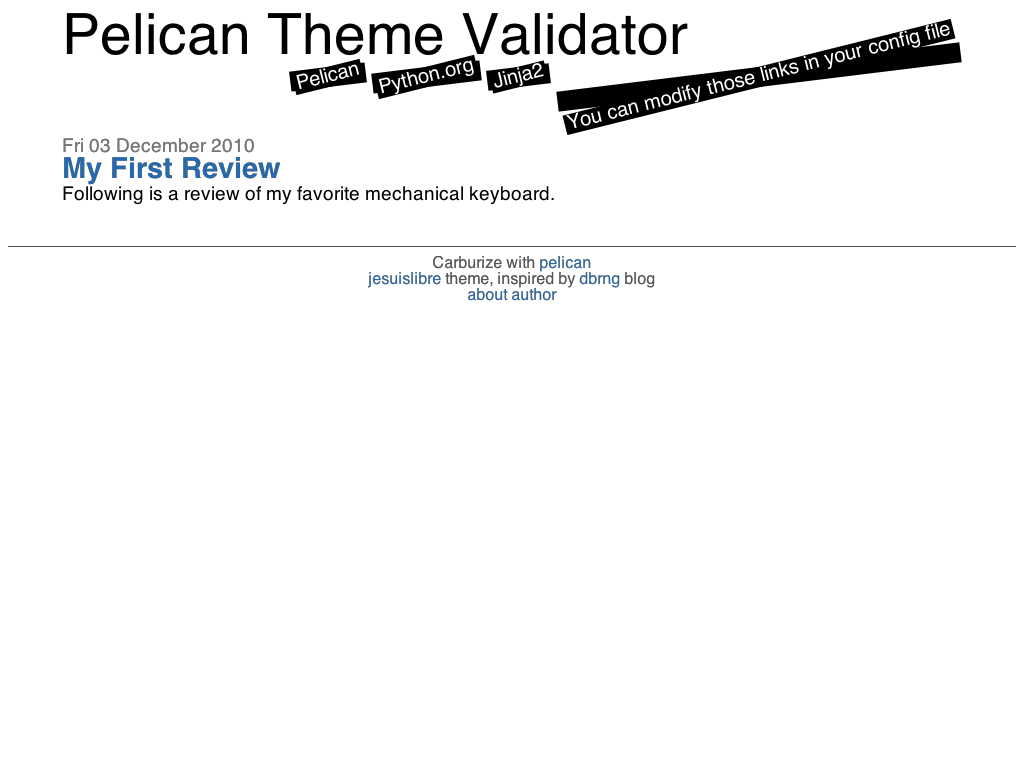 Pelican Theme Validator
Pelican
Python.org
Jinja2
You can modify those links in your config file
Fri 03 December 2010
My First Review
Following is a review of my favorite mechanical keyboard.
Carburize with pelican
jesuislibre theme, inspired by dbrng blog
about author